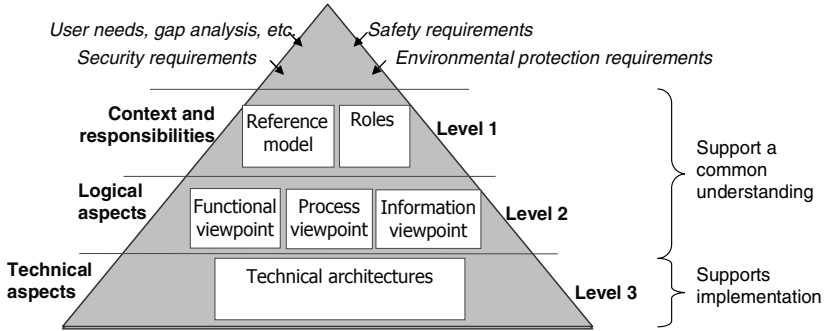 User needs, gap analysis, etc.
Safety requirements
Security requirements
Environmental protection requirements
Context and
responsibilities
Reference
model
Roles
Level 1
Support a
common
understanding
Logical
aspects
Functional
viewpoint
Process
viewpoint
Information
viewpoint
Level 2
Technical
aspects
Technical architectures
Level 3
Supports
implementation